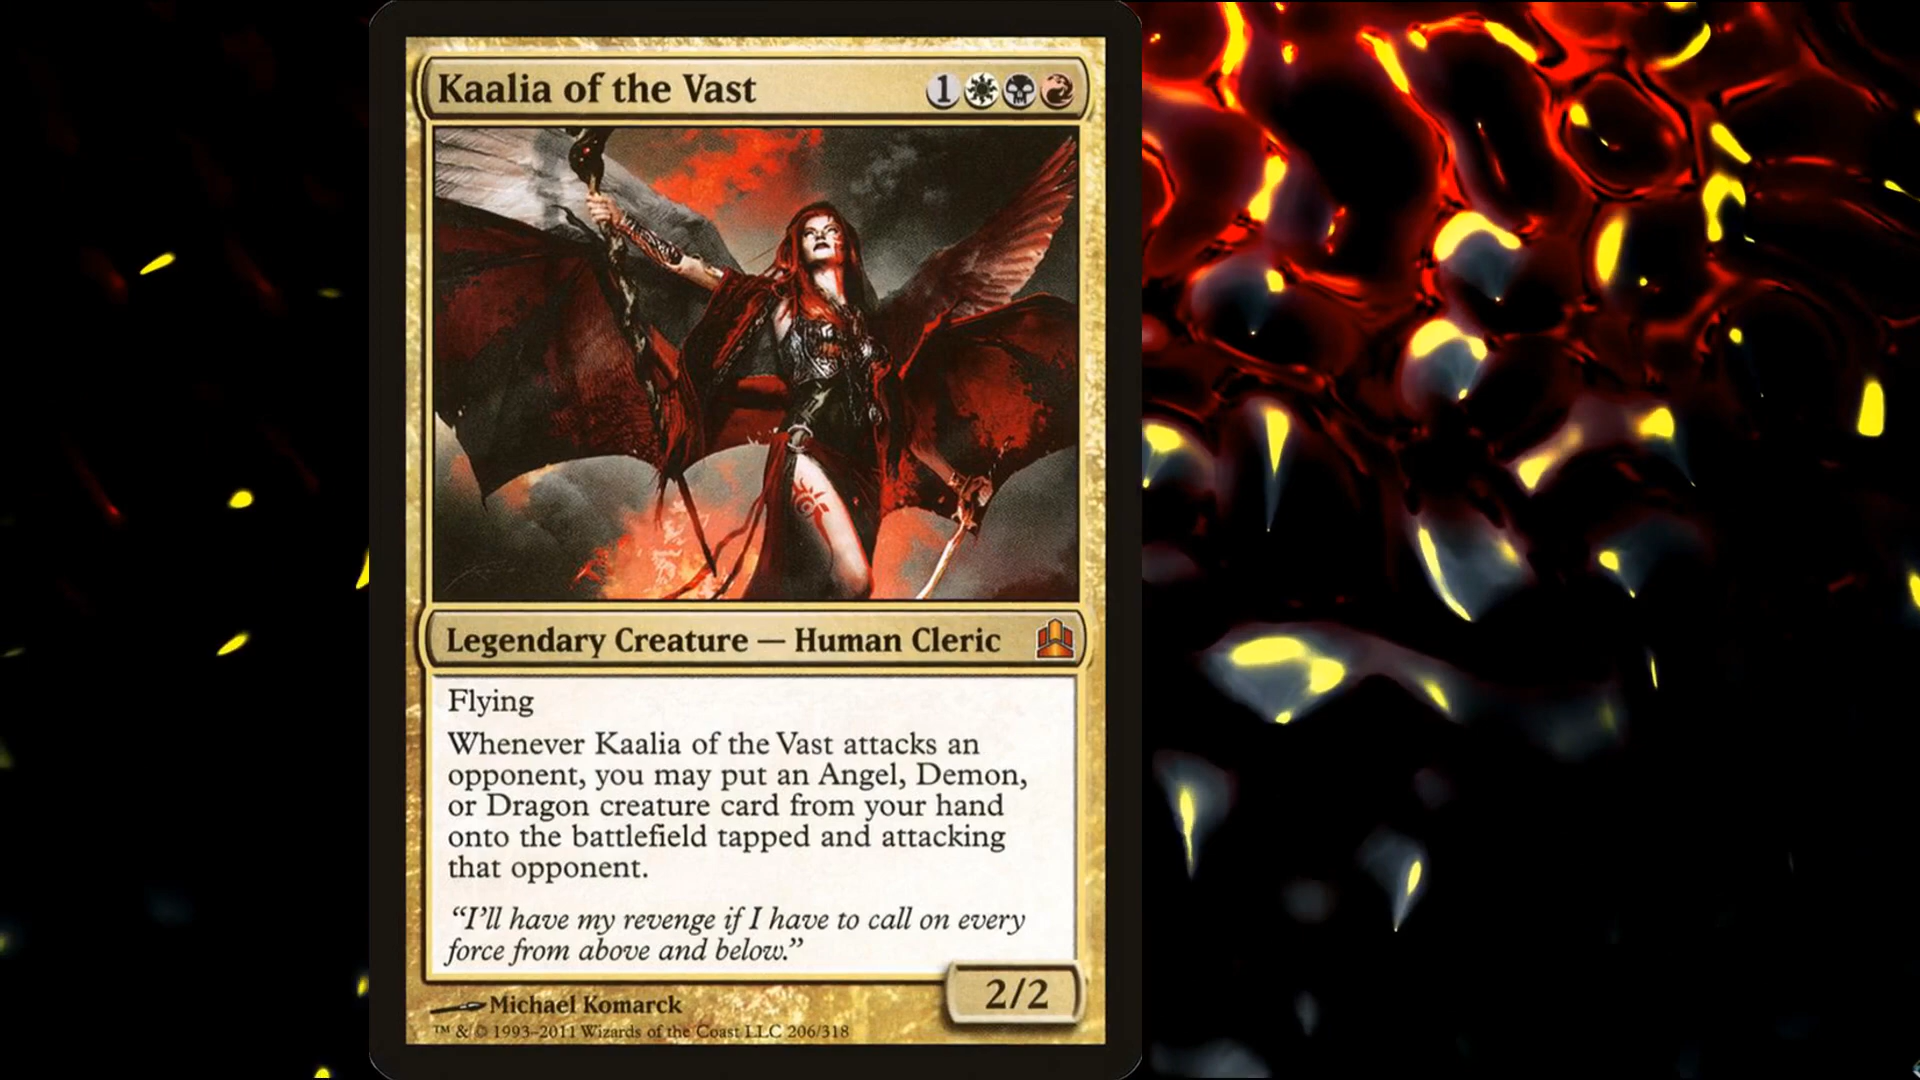 Kaalia of the Vast 1
Legendary Creature — Human Cleric
Flying
Whenever Kaalia of the Vast attacks an
opponent, you may put an Angel, Demon,
or Dragon creature card from your hand
onto the battlefield tapped and attacking
that opponent.
“I’ll have my revenge if I have to call on every
force from above and below.”
2/2
Michael Komarck
™ & © 1993–2011 Wizards of the Coast LLC 206/318